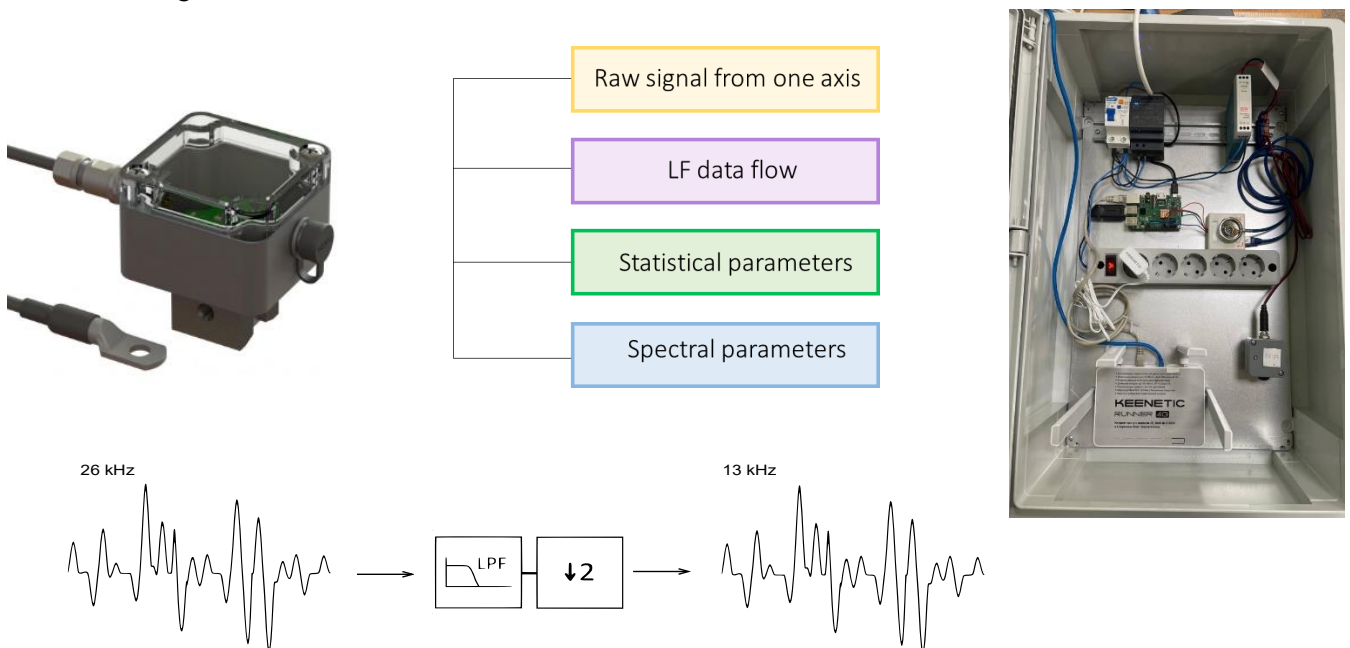 Raw signal from one axis
LF data flow
Statistical parameters
Spectral parameters
KEENETIC
RUNNER 4G
26 kHz
LPF
↓2
13 kHz